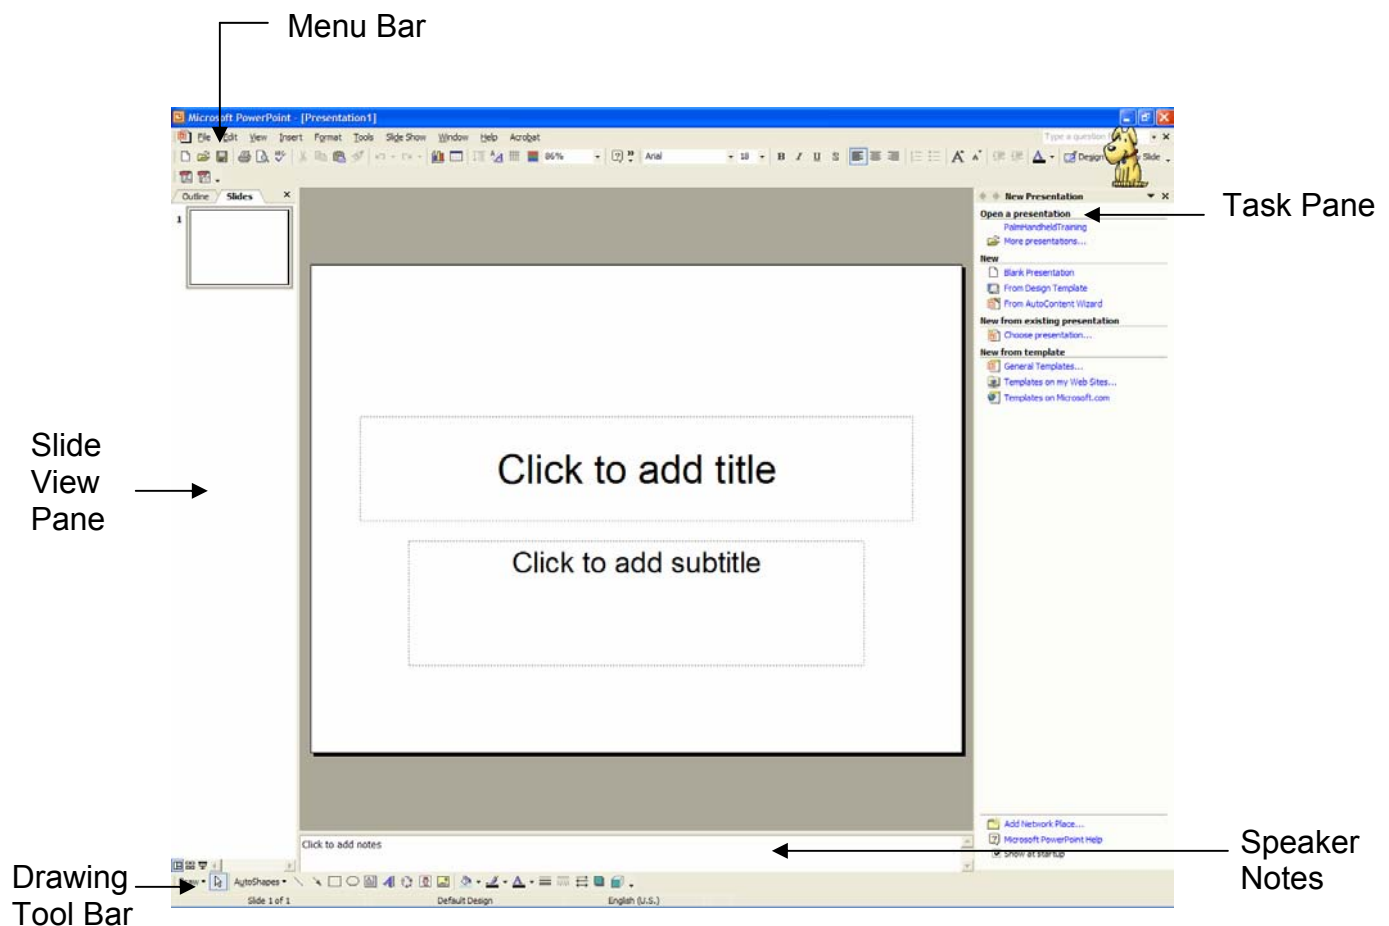 Menu Bar
Microsoft PowerPoint - [Presentation1]
File Edit View Insert Format Tools Slide Show Window Help Acrobat
Type a question
86% Arial 18 B I U S A A A Design Slide
Outline Slides
New Presentation
Task Pane
1
Open a presentation
PalmHandheldTraining
More presentations...
New
Blank Presentation
From Design Template
From AutoContent Wizard
New from existing presentation
Choose presentation...
New from template
General Templates...
Templates on my Web Sites...
Templates on Microsoft.com
Slide
View
Pane
Click to add title
Click to add subtitle
Add Network Place...
Microsoft PowerPoint Help
Show at startup
Click to add notes
Speaker
Notes
Drawing
Tool Bar
AutoShapes
Slide 1 of 1 Default Design English (U.S.)